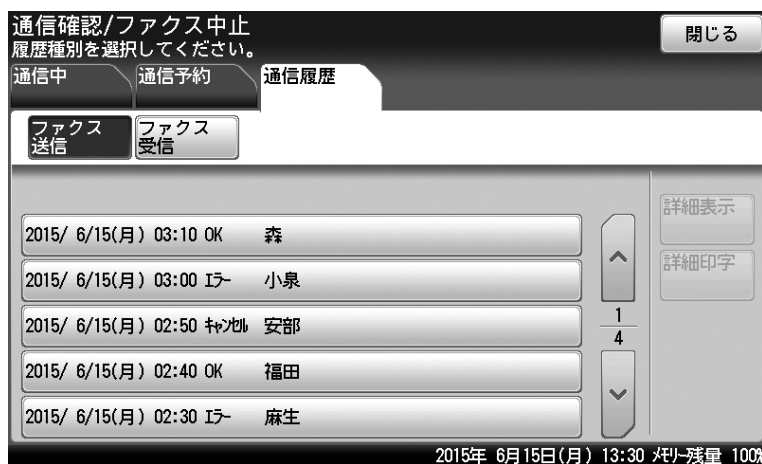 通信確認/ファクス中止
履歴種別を選択してください。
閉じる
通信中
通信予約
通信履歴
ファクス
送信
ファクス
受信
詳細表示
詳細印字
2015/ 6/15(月) 03:10 OK 森
2015/ 6/15(月) 03:00 ｴﾗｰ 小泉
2015/ 6/15(月) 02:50 ｷｬﾝｾﾙ 安部
2015/ 6/15(月) 02:40 OK 福田
2015/ 6/15(月) 02:30 ｴﾗｰ 麻生
1
4
2015年 6月15日(月) 13:30 ﾒﾓﾘｰ残量 100%